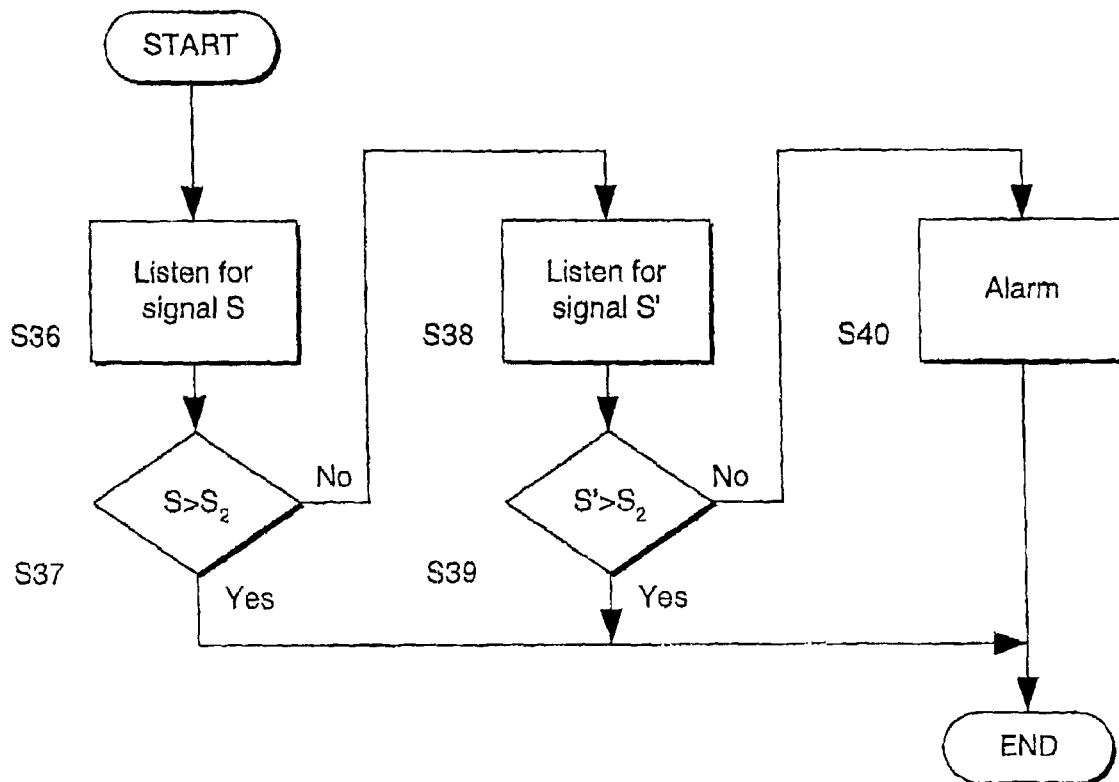 START
Listen for
signal S
S36
S>S₂
No
S37
Yes
Listen for
signal S'
S38
S'>S₂
No
S39
Yes
Alarm
S40
END